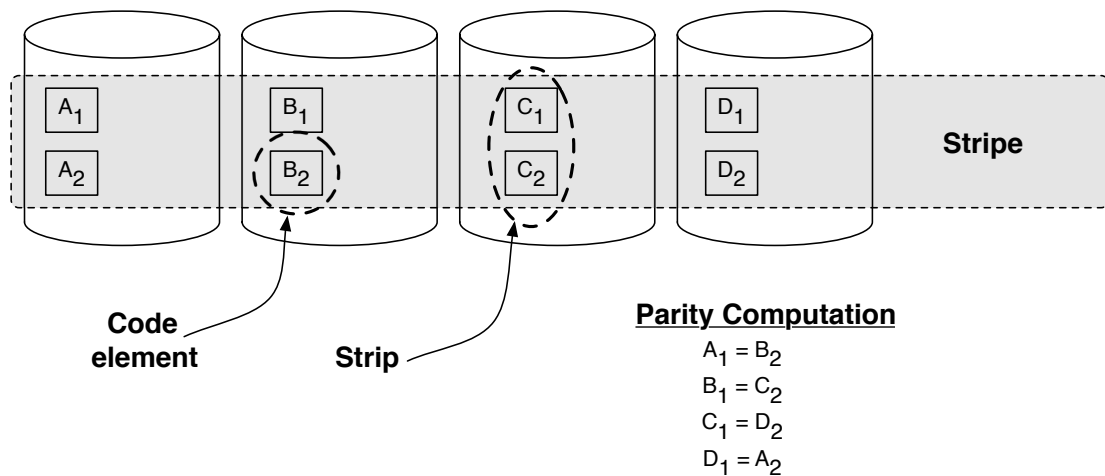 A₁ B₁ C₁ D₁
Stripe
A₂ B₂ C₂ D₂
Code
element
Strip
Parity Computation
A₁ = B₂
B₁ = C₂
C₁ = D₂
D₁ = A₂